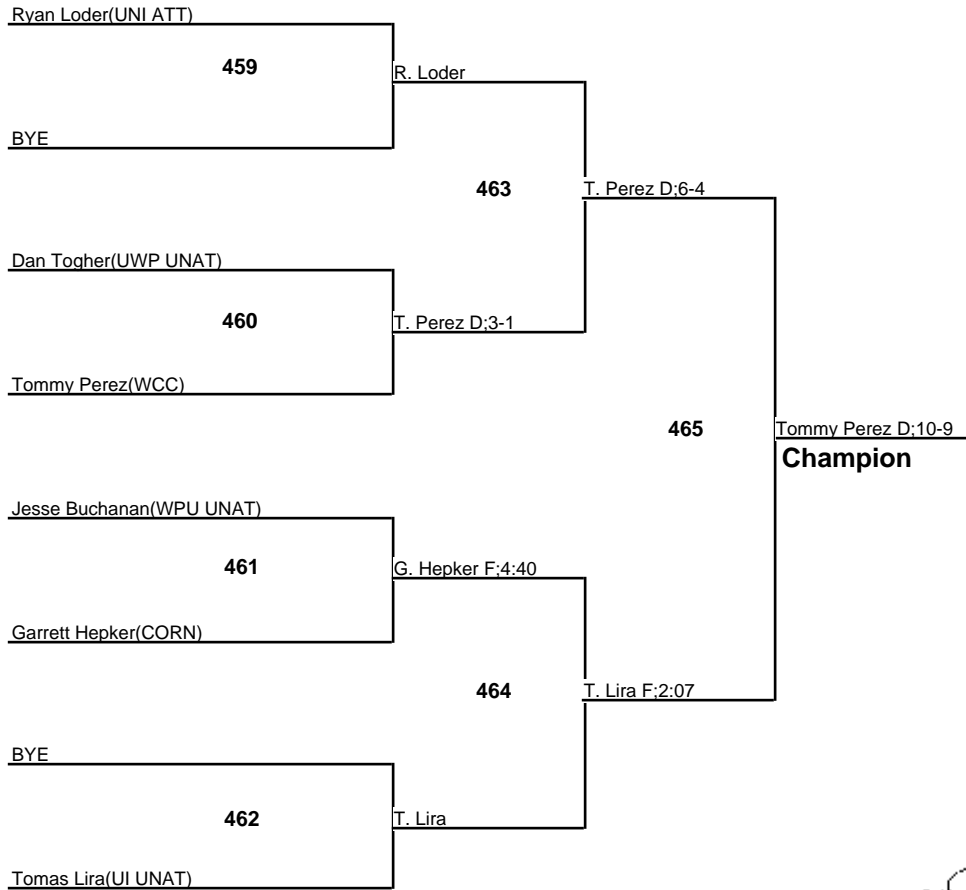 Ryan Loder(UNI ATT)
459
R. Loder
BYE
463
T. Perez D;6-4
Dan Togher(UWP UNAT)
460
T. Perez D;3-1
Tommy Perez(WCC)
465
Tommy Perez D;10-9
Champion
Jesse Buchanan(WPU UNAT)
461
G. Hepker F;4:40
Garrett Hepker(CORN)
464
T. Lira F;2:07
BYE
462
T. Lira
Tomas Lira(UI UNAT)